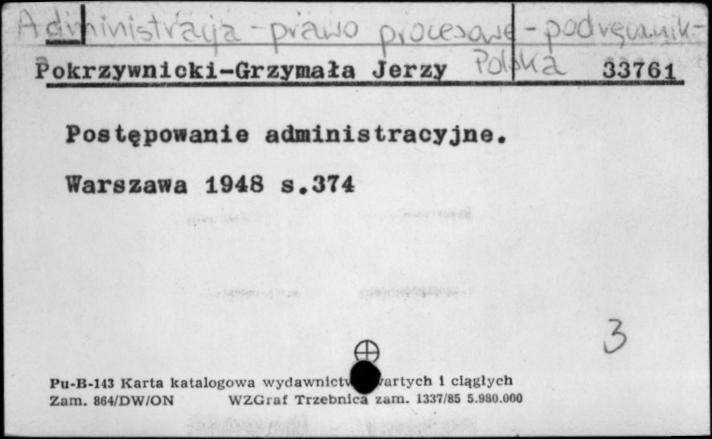 Administracja - prawo procesowe - podręcznik -
Polska
Pokrzywnicki-Grzymała Jerzy 33761
Postępowanie administracyjne.
Warszawa 1948 s.374
3
Pu-B-143 Karta katalogowa wydawnictw zwartych i ciągłych
Zam. 864/DW/ON WZGraf Trzebnica zam. 1337/85 5.980.000